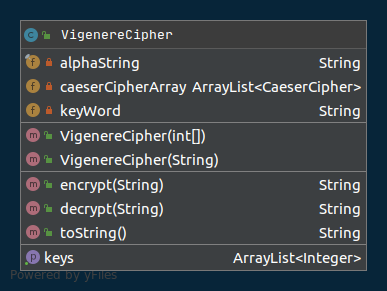 VigenereCipher
alphaString String
caeserCipherArray ArrayList<CaeserCipher>
keyWord String
VigenereCipher(int[])
VigenereCipher(String)
encrypt(String) String
decrypt(String) String
toString() String
keys ArrayList<Integer>
Powered by yFiles